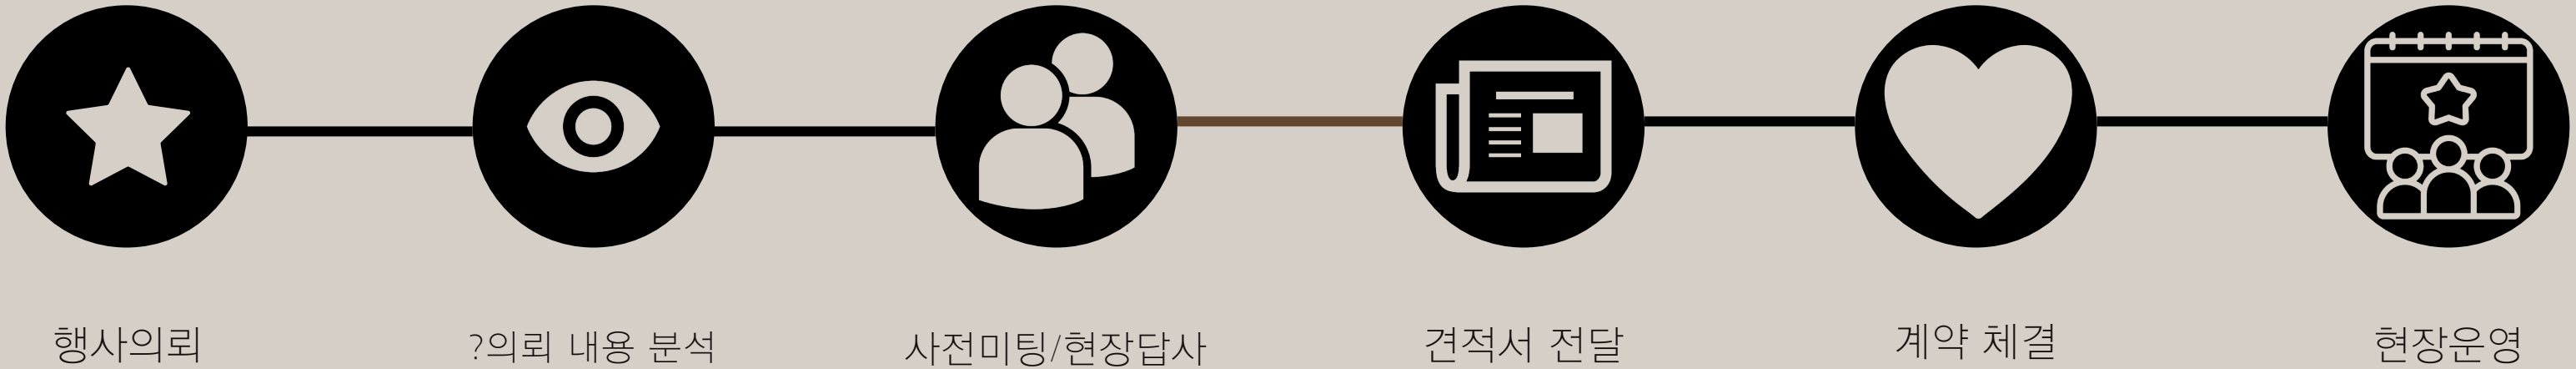 행사의뢰
?의뢰 내용 분석
사전미팅/현장답사
견적서 전달
계약 체결
현장운영